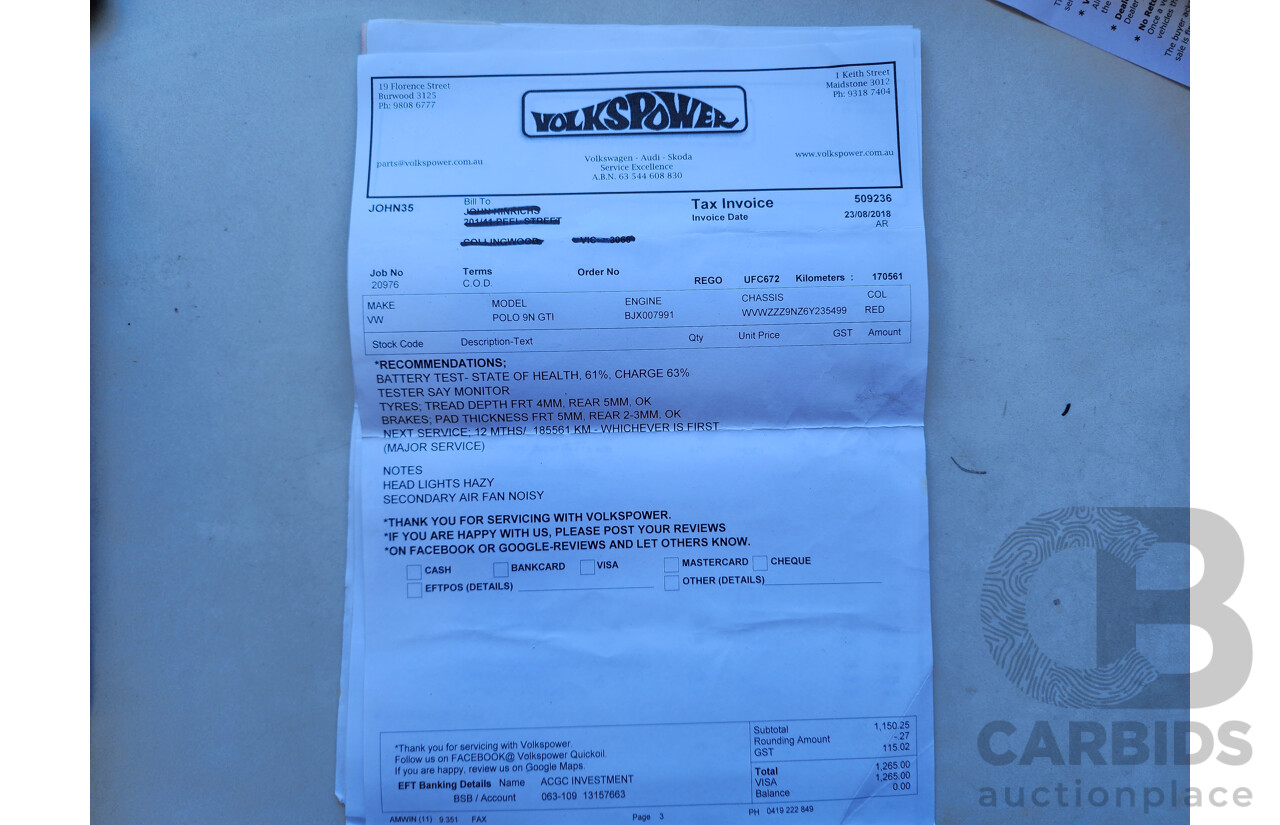 19 Florence Street
Burwood 3125
Ph: 9808 6777
1 Keith Street
Maidstone 3012
Ph: 9318 7404
VOLKSPOWER
parts@volkspower.com.au
Volkswagen - Audi - Skoda
Service Excellence
A.B.N. 63 544 608 830
www.volkspower.com.au
JOHN35
Bill To
Tax Invoice 509236
Invoice Date 23/08/2018
AR
Job No Terms Order No
20976 C.O.D.
REGO UFC672 Kilometers : 170561
MAKE MODEL ENGINE CHASSIS COL
VW POLO 9N GTI BJX007991 WVWZZZ9NZ6Y235499 RED
Stock Code Description-Text Qty Unit Price GST Amount
*RECOMMENDATIONS;
BATTERY TEST- STATE OF HEALTH, 61%, CHARGE 63%
TESTER SAY MONITOR
TYRES; TREAD DEPTH FRT 4MM, REAR 5MM, OK
BRAKES; PAD THICKNESS FRT 5MM, REAR 2-3MM, OK
NEXT SERVICE; 12 MTHS/ 185561 KM - WHICHEVER IS FIRST
(MAJOR SERVICE)
NOTES
HEAD LIGHTS HAZY
SECONDARY AIR FAN NOISY
*THANK YOU FOR SERVICING WITH VOLKSPOWER.
*IF YOU ARE HAPPY WITH US, PLEASE POST YOUR REVIEWS
*ON FACEBOOK OR GOOGLE-REVIEWS AND LET OTHERS KNOW.
CASH BANKCARD VISA MASTERCARD CHEQUE
EFTPOS (DETAILS) OTHER (DETAILS)
*Thank you for servicing with Volkspower.
Follow us on FACEBOOK@ Volkspower Quickoil.
If you are happy, review us on Google Maps.
EFT Banking Details Name ACGC INVESTMENT
BSB / Account 063-109 13157663
Subtotal 1,150.25
Rounding Amount -.27
GST 115.02
Total 1,265.00
VISA 1,265.00
Balance 0.00
AMWIN (11) 9.351 FAX Page 3 PH 0419 222 849
CB
CARBIDS
auctionplace